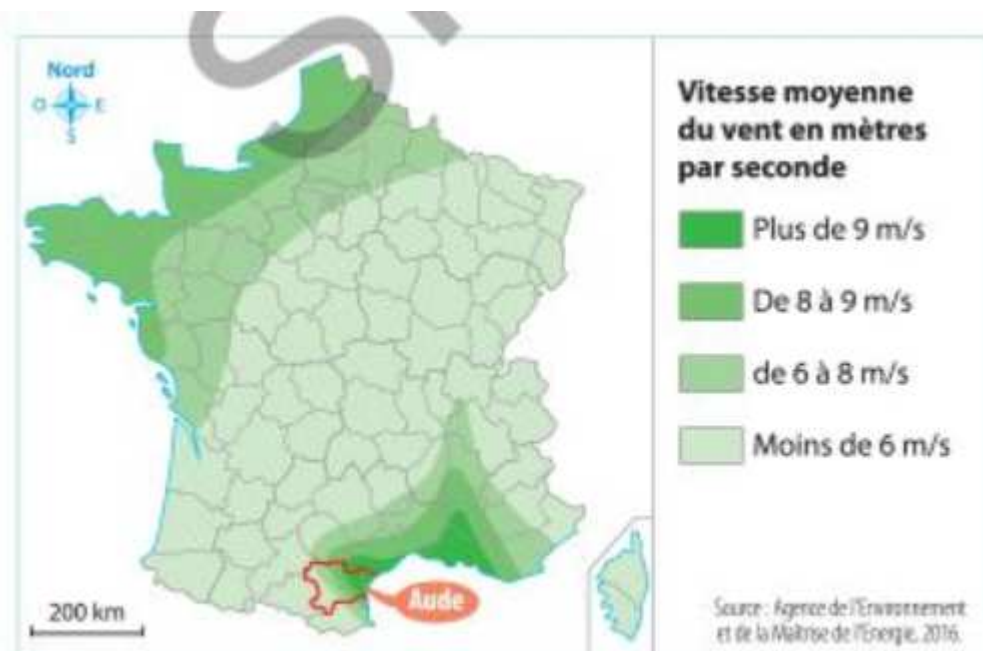 Nord
O
E
S
Vitesse moyenne
du vent en mètres
par seconde
Plus de 9 m/s
De 8 à 9 m/s
de 6 à 8 m/s
Moins de 6 m/s
Aude
200 km
Source : Agence de l'Environnement
et de la Maîtrise de l'Energie, 2016.